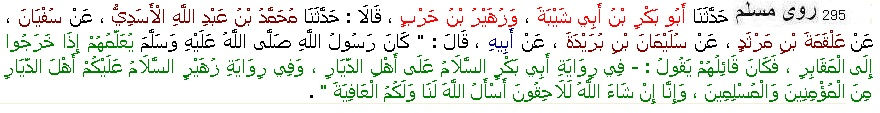 295 روى مسلم حَدَّثَنَا أَبُو بَكْرِ بْنُ أَبِي شَيْبَةَ ، وَزُهَيْرُ بْنُ حَرْبٍ ، قَالَا : حَدَّثَنَا مُحَمَّدُ بْنُ عَبْدِ اللَّهِ الْأَسَدِيُّ ، عَنْ سُفْيَانَ ،
عَنْ عَلْقَمَةَ بْنِ مَرْثَدٍ ، عَنْ سُلَيْمَانَ بْنِ بُرَيْدَةَ ، عَنْ أَبِيهِ ، قَالَ : " كَانَ رَسُولُ اللَّهِ صَلَّى اللَّهُ عَلَيْهِ وَسَلَّمَ يُعَلِّمُهُمْ إِذَا خَرَجُوا
إِلَى الْمَقَابِرِ ، فَكَانَ قَائِلُهُمْ يَقُولُ : - فِي رِوَايَةِ أَبِي بَكْرٍ السَّلَامُ عَلَى أَهْلِ الدِّيَارِ ، وَفِي رِوَايَةِ زُهَيْرٍ السَّلَامُ عَلَيْكُمْ أَهْلَ الدِّيَارِ
مِنَ الْمُؤْمِنِينَ وَالْمُسْلِمِينَ ، وَإِنَّا إِنْ شَاءَ اللَّهُ لَلَاحِقُونَ أَسْأَلُ اللَّهَ لَنَا وَلَكُمُ الْعَافِيَةَ " .